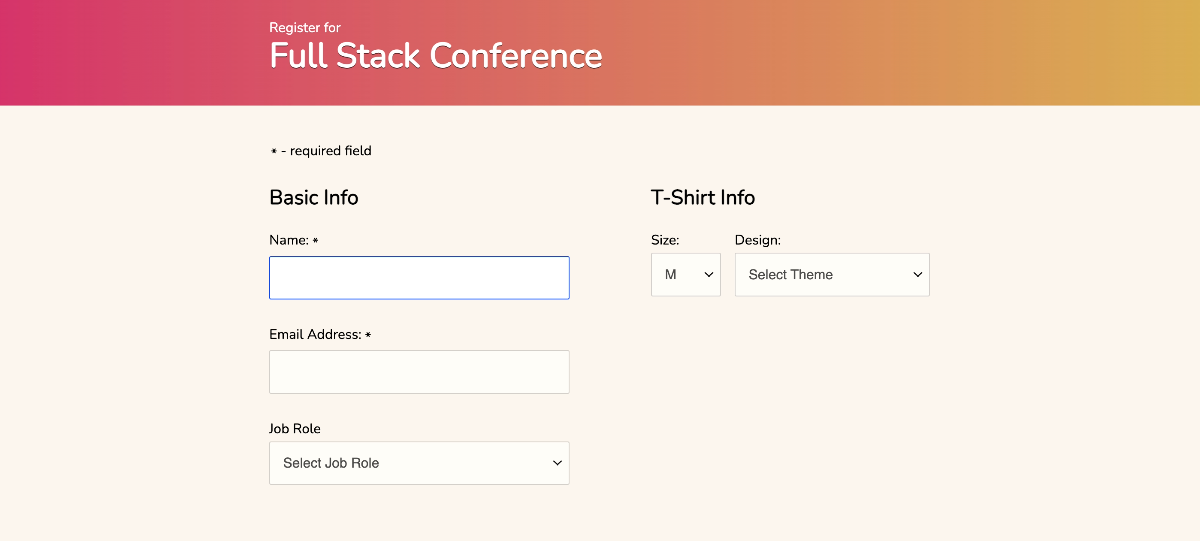 Register for
Full Stack Conference
* - required field
Basic Info
Name: *
Email Address: *
Job Role
Select Job Role
T-Shirt Info
Size:
Design:
M
Select Theme